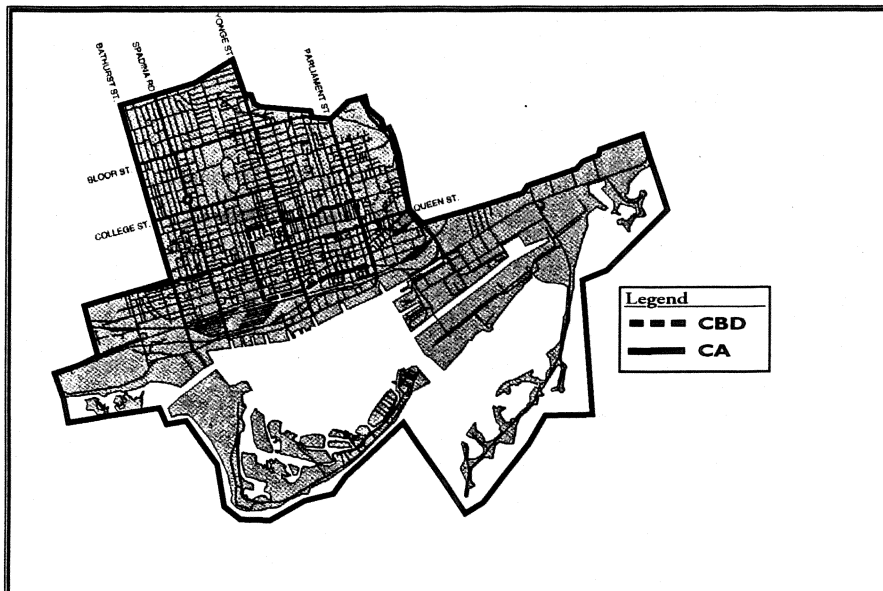 BATHURST ST.
SPADINA RD
YONGE ST.
PARLIAMENT ST.
BLOOR ST.
COLLEGE ST.
QUEEN ST.
Legend
CBD
CA